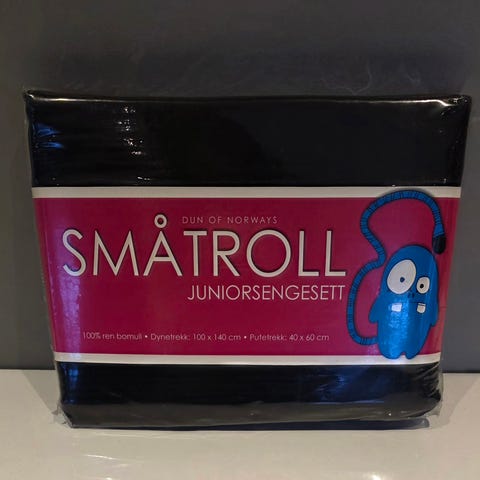 DUN OF NORWAYS
SMÅTROLL
JUNIORSENGESETT
100% ren bomull • Dynetrekk: 100 x 140 cm • Putetrekk: 40 x 60 cm